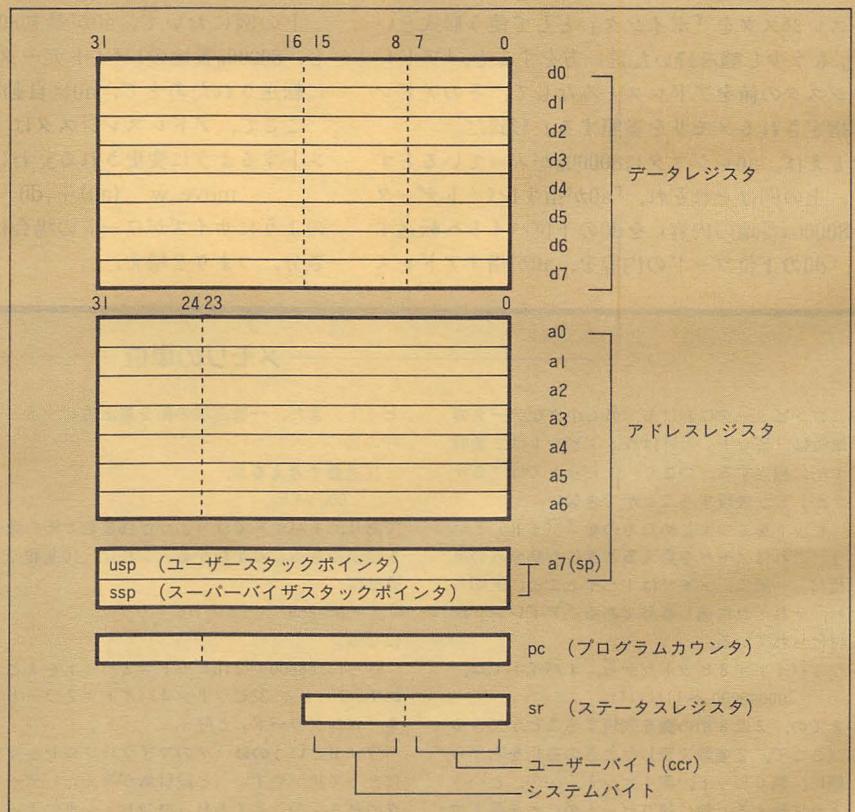 31 16 15 8 7 0
d0
d1
d2
d3
データレジスタ
d4
d5
d6
d7
31 24 23 0
a0
a1
a2
a3
アドレスレジスタ
a4
a5
a6
usp （ユーザースタックポインタ）
a7(sp)
ssp （スーパーバイザスタックポインタ）
pc （プログラムカウンタ）
sr （ステータスレジスタ）
ユーザーバイト(ccr)
システムバイト